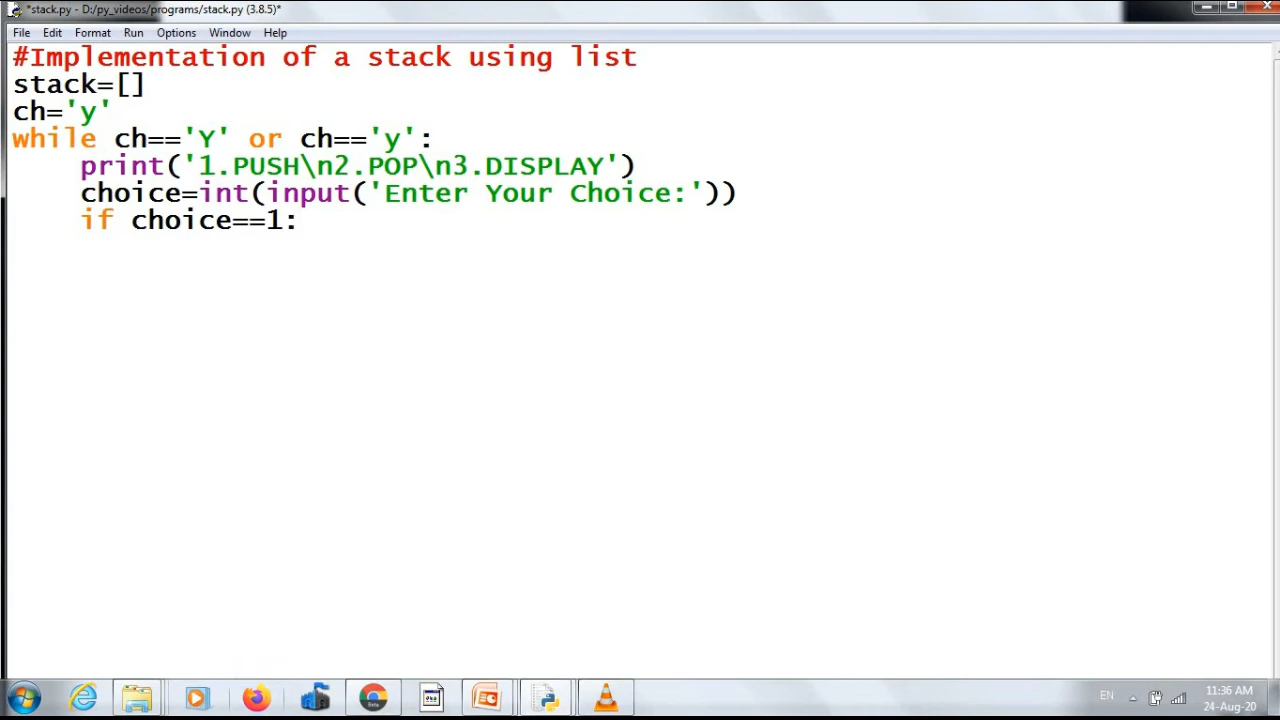 *stack.py - D:/py_videos/programs/stack.py (3.8.5)*
File Edit Format Run Options Window Help
#Implementation of a stack using list
stack=[]
ch='y'
while ch=='Y' or ch=='y':
    print('1.PUSH\n2.POP\n3.DISPLAY')
    choice=int(input('Enter Your Choice:'))
    if choice==1:
EN
11:36 AM
24-Aug-20